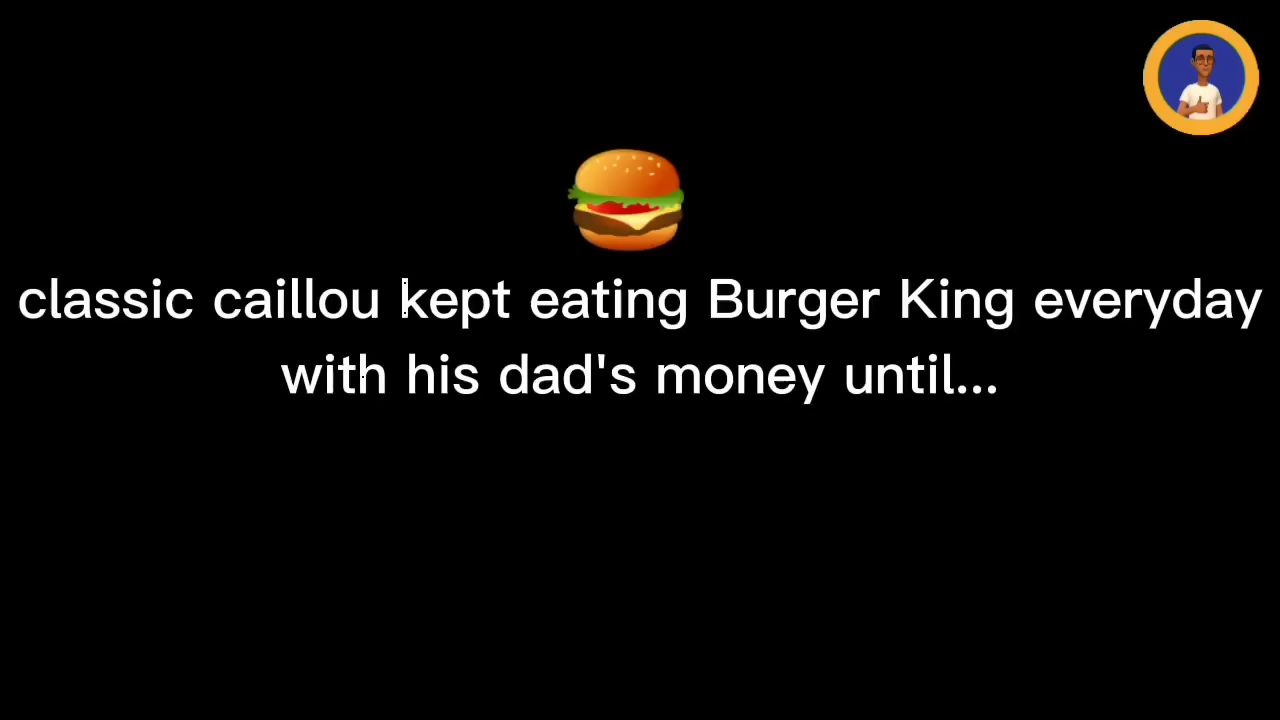 classic caillou kept eating Burger King everyday
with his dad's money until...